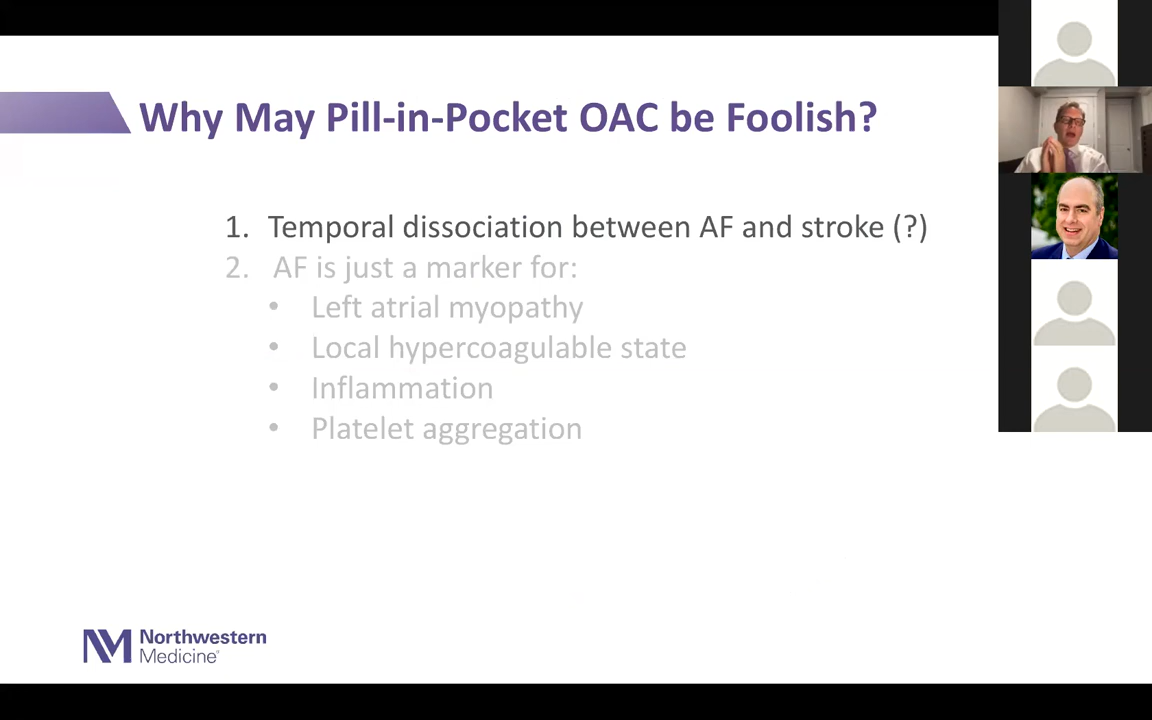 Why May Pill-in-Pocket OAC be Foolish?
1. Temporal dissociation between AF and stroke (?)
2. AF is just a marker for:
• Left atrial myopathy
• Local hypercoagulable state
• Inflammation
• Platelet aggregation
NM Northwestern
Medicine®